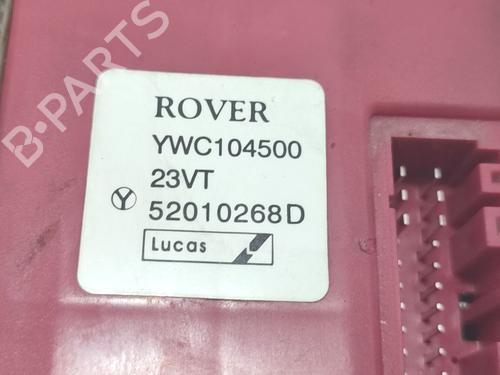 B-PARTS
ROVER
YWC104500
23VT
Y 52010268D
Lucas